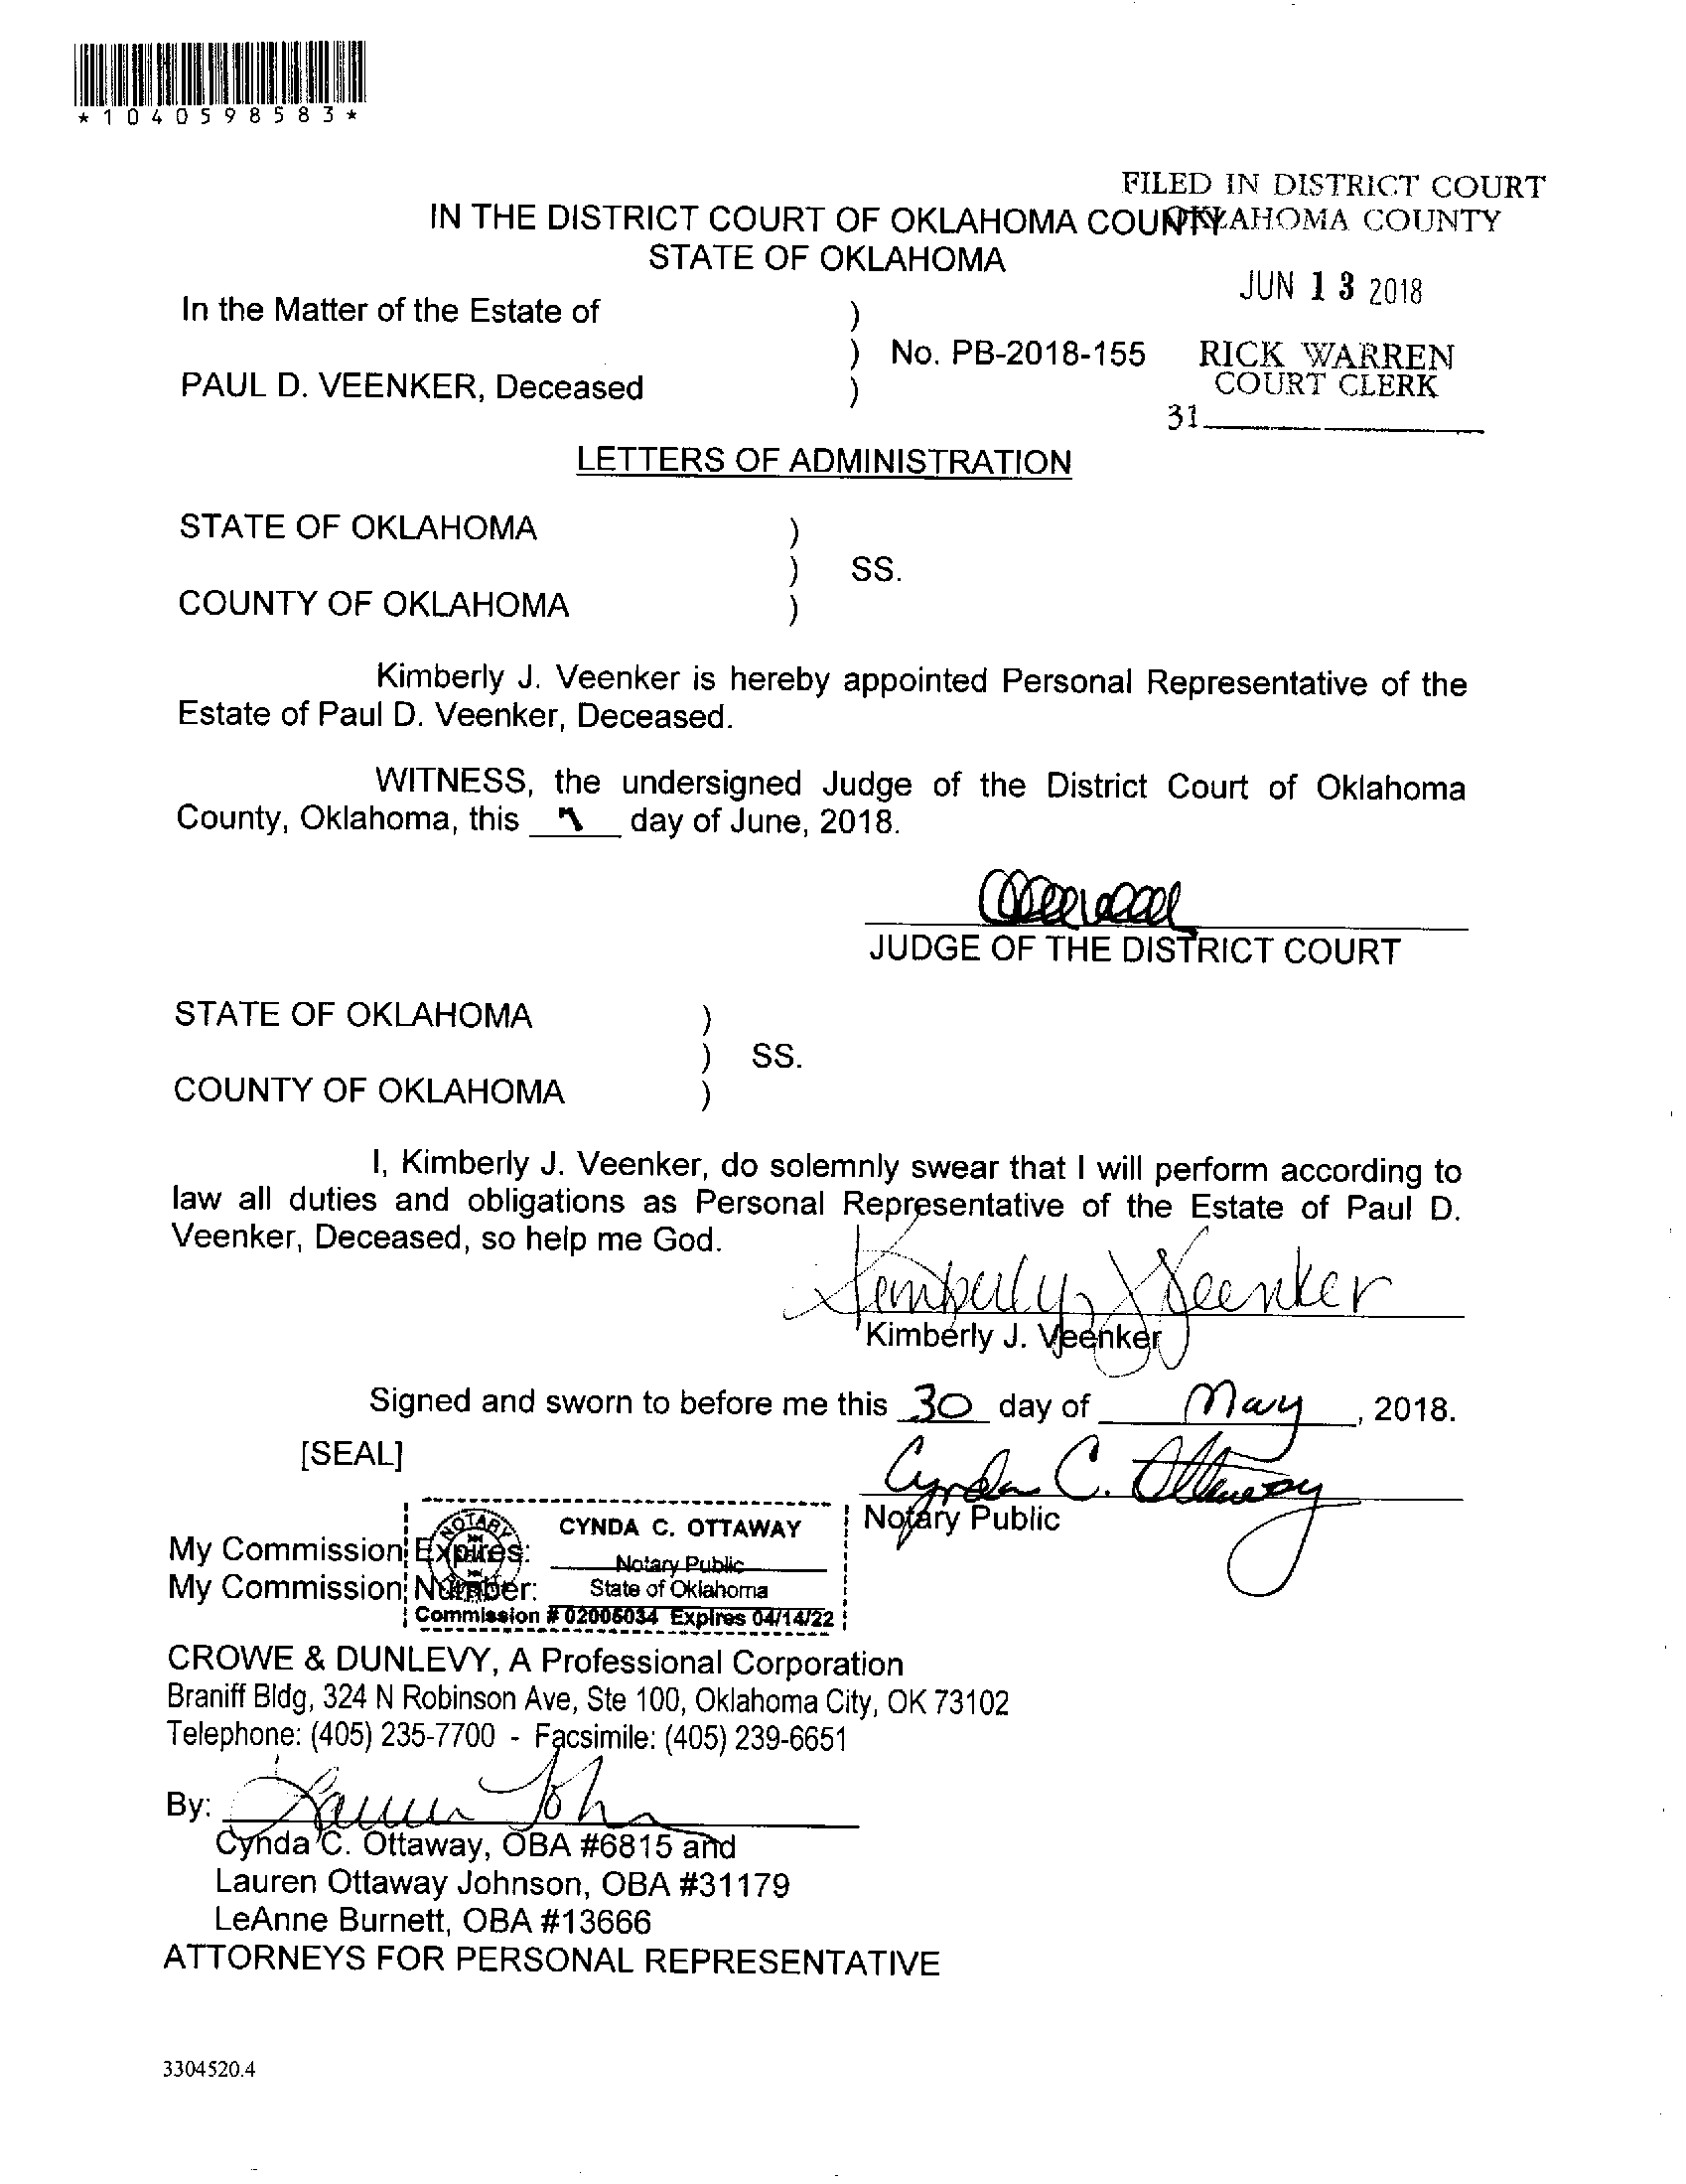 *1040598583*
FILED IN DISTRICT COURT
OKLAHOMA COUNTY
IN THE DISTRICT COURT OF OKLAHOMA COUNTY
STATE OF OKLAHOMA
JUN 13 2018
In the Matter of the Estate of )
) No. PB-2018-155
RICK WARREN
COURT CLERK
PAUL D. VEENKER, Deceased )
31
LETTERS OF ADMINISTRATION
STATE OF OKLAHOMA )
) SS.
COUNTY OF OKLAHOMA )
Kimberly J. Veenker is hereby appointed Personal Representative of the
Estate of Paul D. Veenker, Deceased.
WITNESS, the undersigned Judge of the District Court of Oklahoma
County, Oklahoma, this day of June, 2018.
JUDGE OF THE DISTRICT COURT
STATE OF OKLAHOMA )
) SS.
COUNTY OF OKLAHOMA )
I, Kimberly J. Veenker, do solemnly swear that I will perform according to
law all duties and obligations as Personal Representative of the Estate of Paul D.
Veenker, Deceased, so help me God.
Kimberly J Veenker
Kimberly J. Veenker
Signed and sworn to before me this 30 day of May, 2018.
[SEAL]
Cynda C. Ottaway
Notary Public
CYNDA C. OTTAWAY
Notary Public
State of Oklahoma
Commission # 02006034 Expires 04/14/22
My Commission Expires:
My Commission Number:
CROWE & DUNLEVY, A Professional Corporation
Braniff Bldg, 324 N Robinson Ave, Ste 100, Oklahoma City, OK 73102
Telephone: (405) 235-7700 - Facsimile: (405) 239-6651
By:
Cynda C. Ottaway, OBA #6815 and
Lauren Ottaway Johnson, OBA #31179
LeAnne Burnett, OBA #13666
ATTORNEYS FOR PERSONAL REPRESENTATIVE
3304520.4